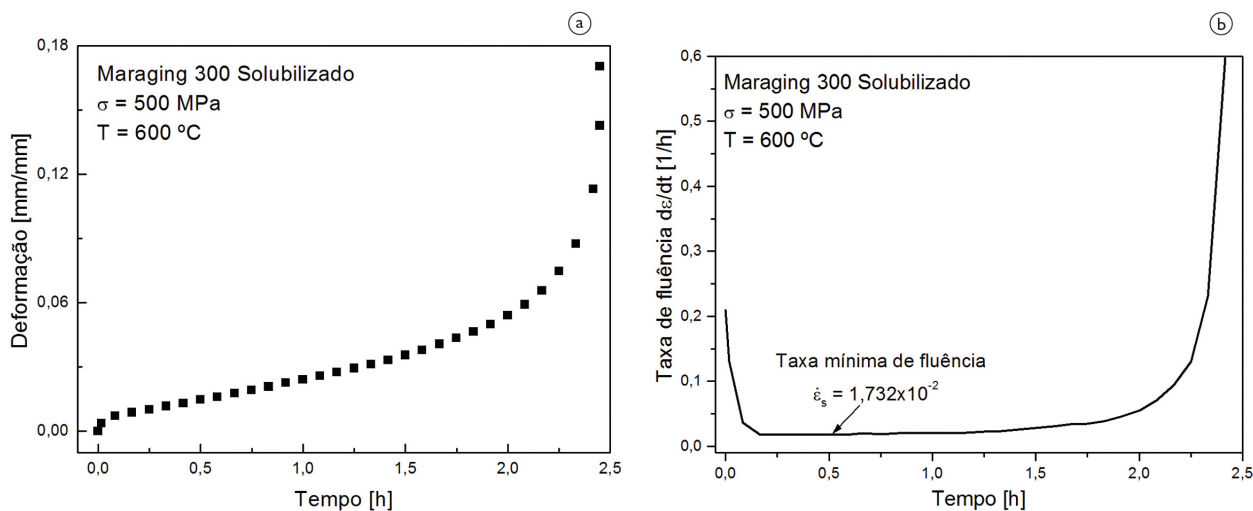 a
0,18
0,12
0,06
0,00
Deformação [mm/mm]
Maraging 300 Solubilizado
σ = 500 MPa
T = 600 ºC
0,0 0,5 1,0 1,5 2,0 2,5
Tempo [h]
b
0,6
0,5
0,4
0,3
0,2
0,1
0,0
Taxa de fluência dε/dt [1/h]
Maraging 300 Solubilizado
σ = 500 MPa
T = 600 ºC
Taxa mínima de fluência
ε̇s = 1,732x10⁻²
0,0 0,5 1,0 1,5 2,0 2,5
Tempo [h]